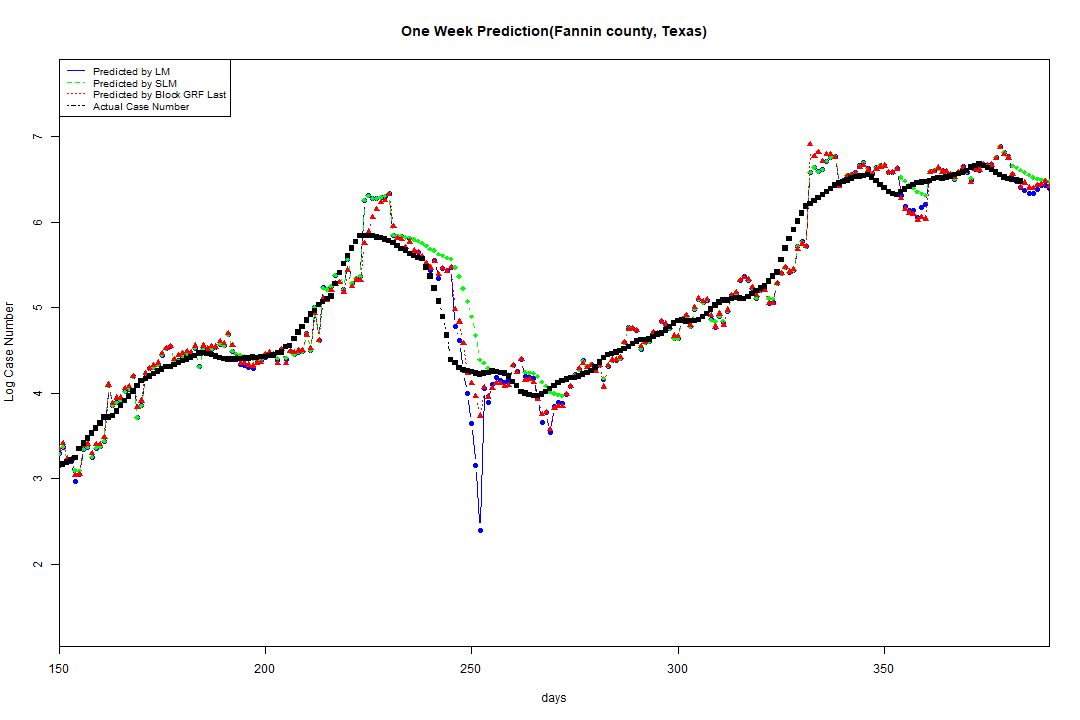 One Week Prediction(Fannin county, Texas)
Predicted by LM
Predicted by SLM
Predicted by Block GRF Last
Actual Case Number
Log Case Number
7
6
5
4
3
2
150 200 250 300 350
days